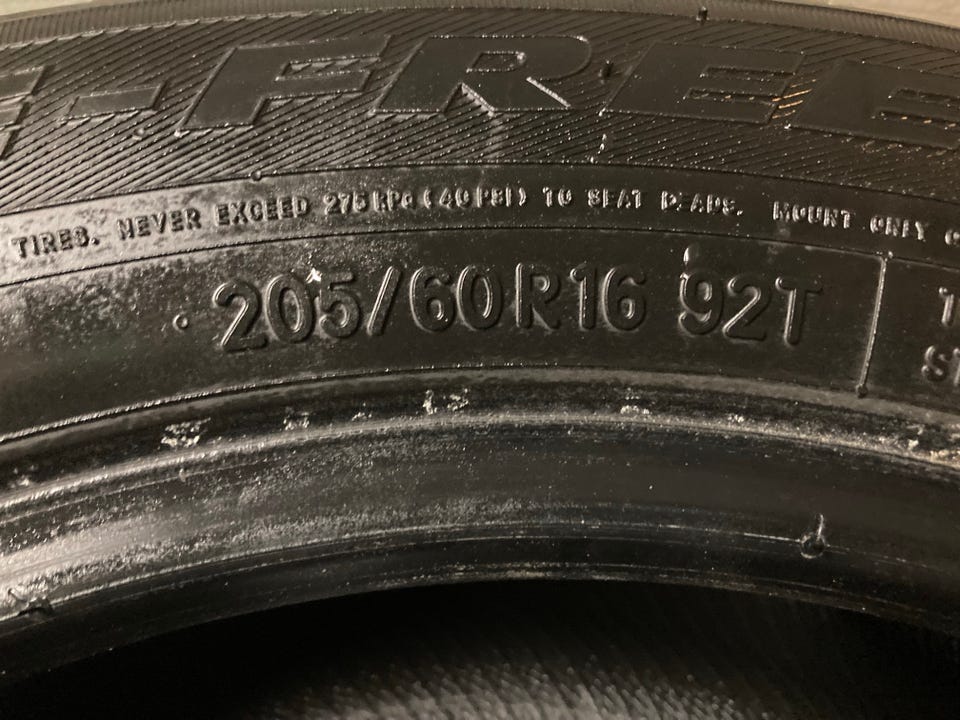 -FREE
TIRES. NEVER EXCEED 275 KPa (40 PSI) TO SEAT BEADS. MOUNT ONLY
205/60R16 92T